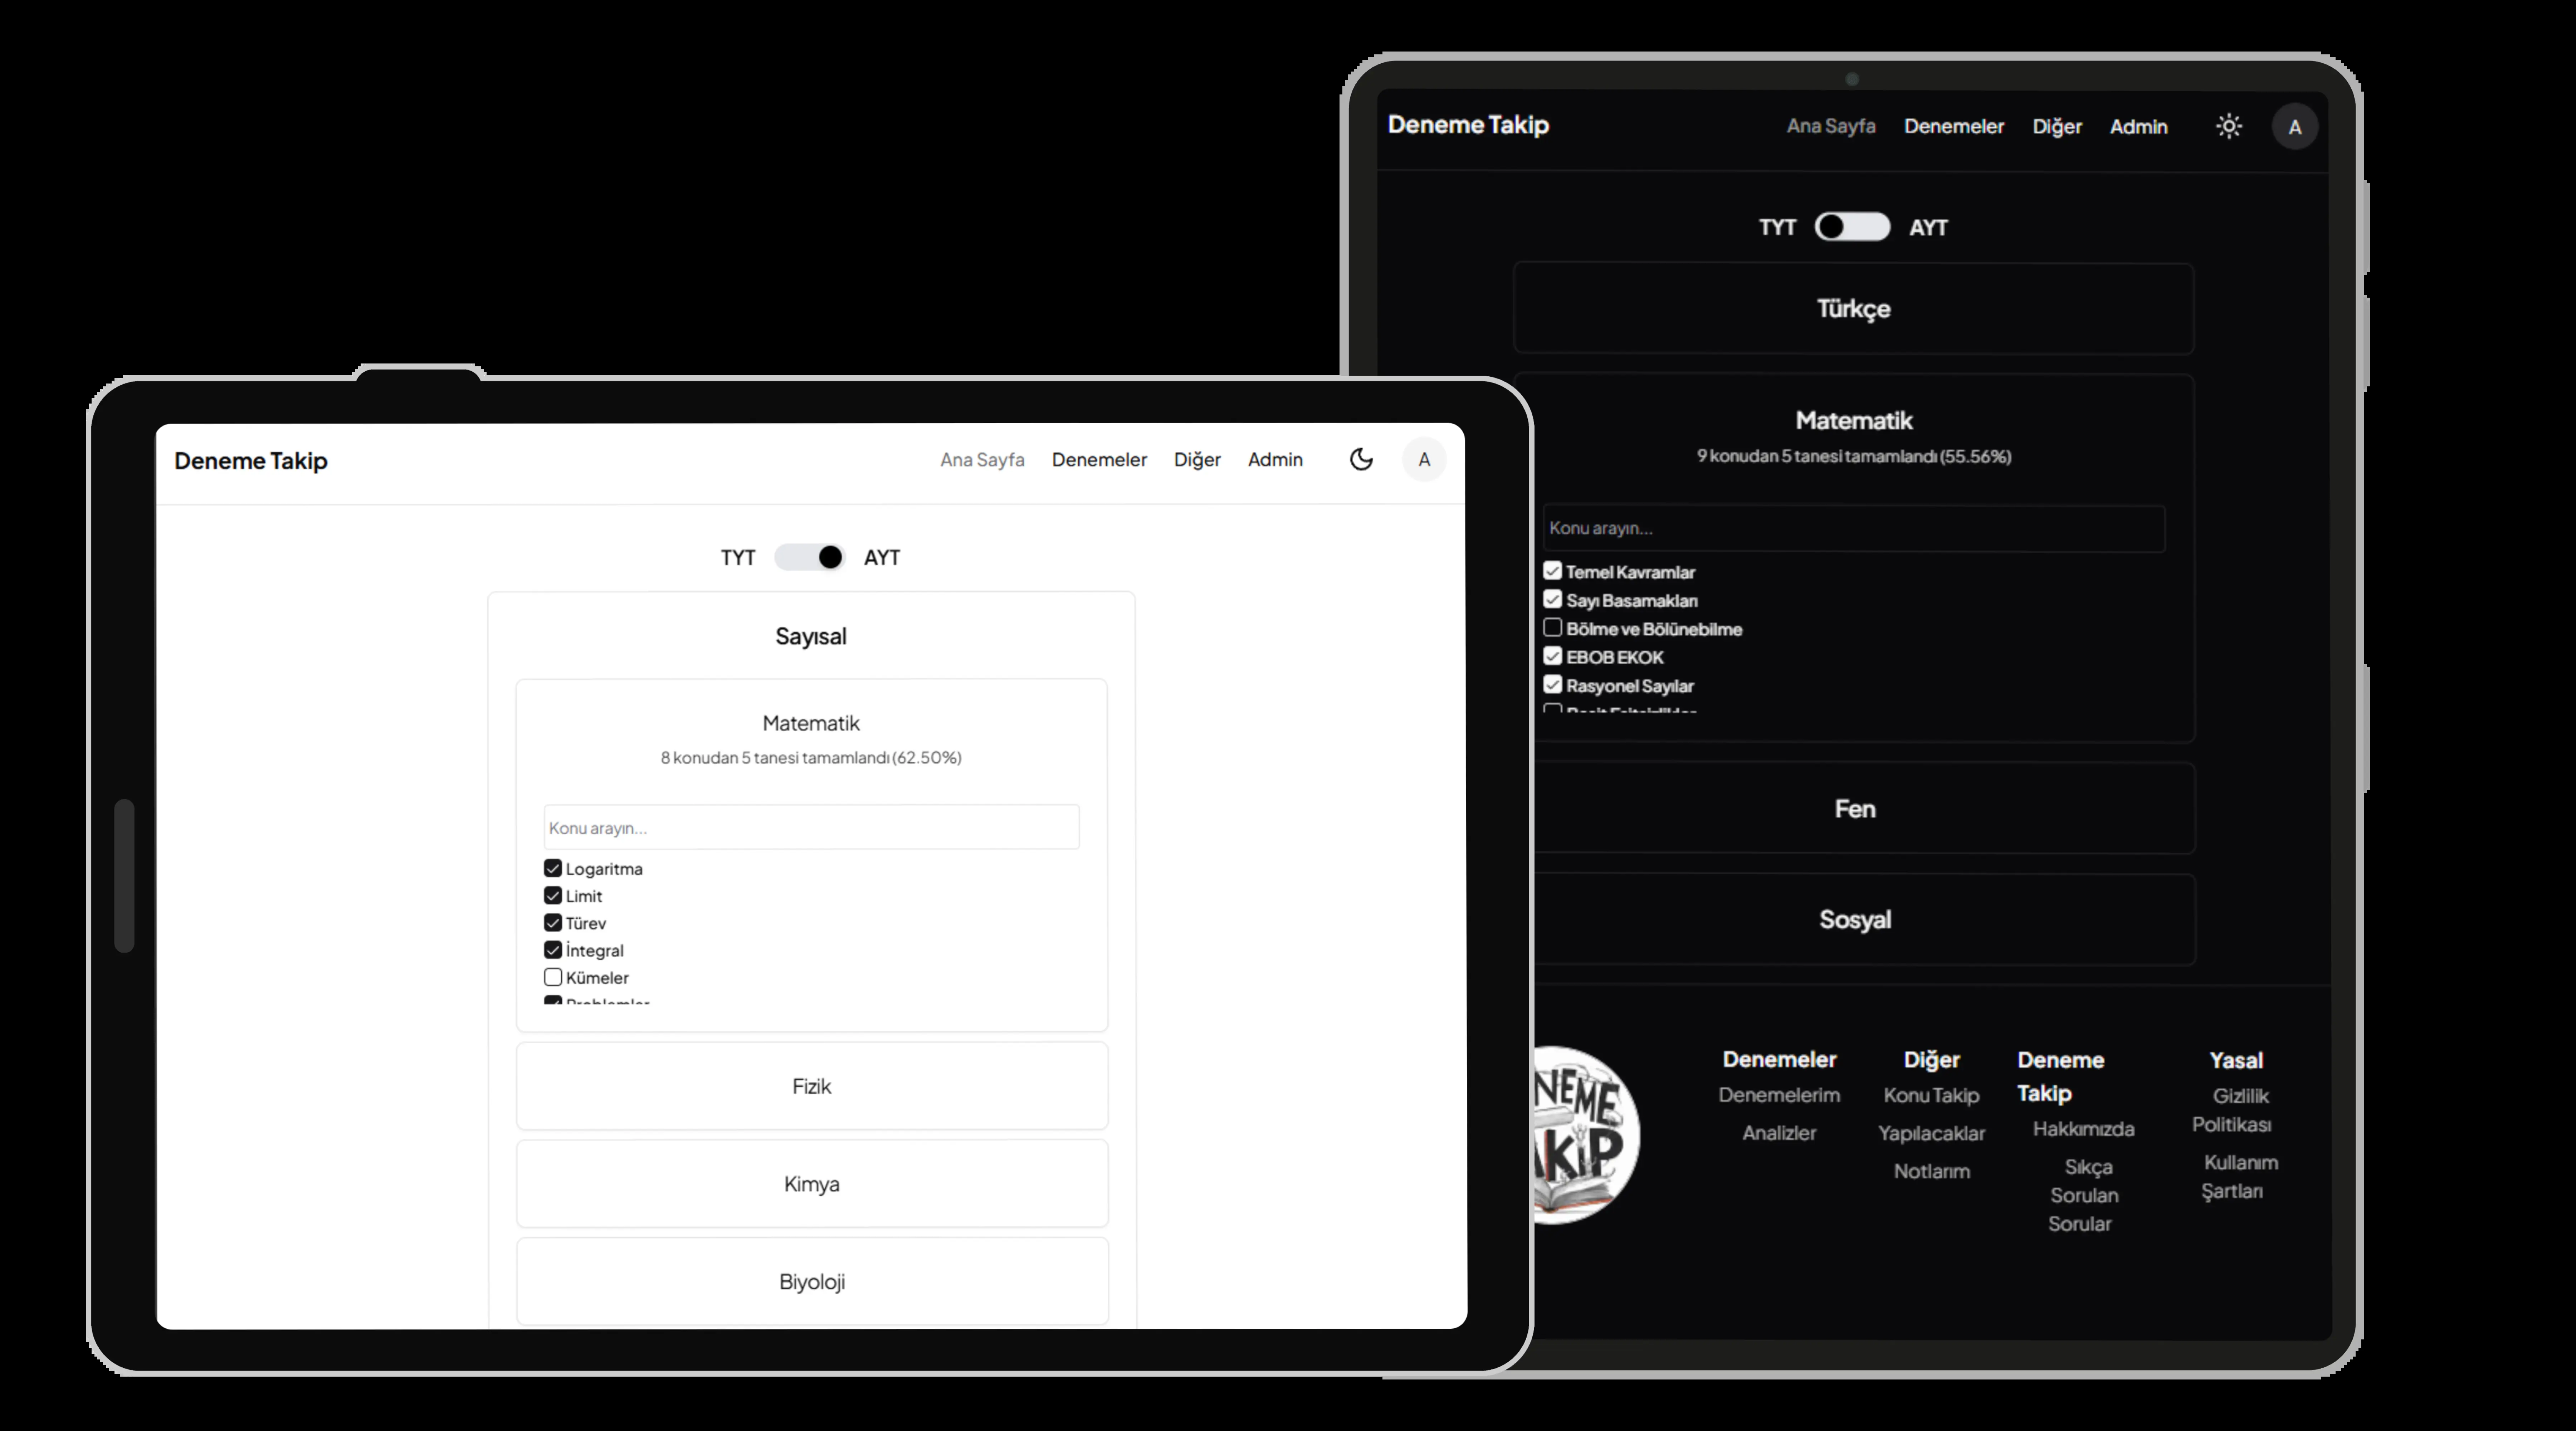 Deneme Takip
Ana Sayfa Denemeler Diğer Admin A
TYT AYT
Sayısal
Matematik
8 konudan 5 tanesi tamamlandı (62.50%)
Konu arayın...
Logaritma
Limit
Türev
İntegral
Kümeler
Fizik
Kimya
Biyoloji
Deneme Takip
Ana Sayfa Denemeler Diğer Admin A
TYT AYT
Türkçe
Matematik
9 konudan 5 tanesi tamamlandı (55.56%)
Konu arayın...
Temel Kavramlar
Sayı Basamakları
Bölme ve Bölünebilme
EBOB EKOK
Rasyonel Sayılar
Fen
Sosyal
NEME
AKİP
Denemeler
Denemelerim
Analizler
Diğer
Konu Takip
Yapılacaklar
Notlarım
Deneme
Takip
Hakkımızda
Sıkça
Sorulan
Sorular
Yasal
Gizlilik
Politikası
Kullanım
Şartları